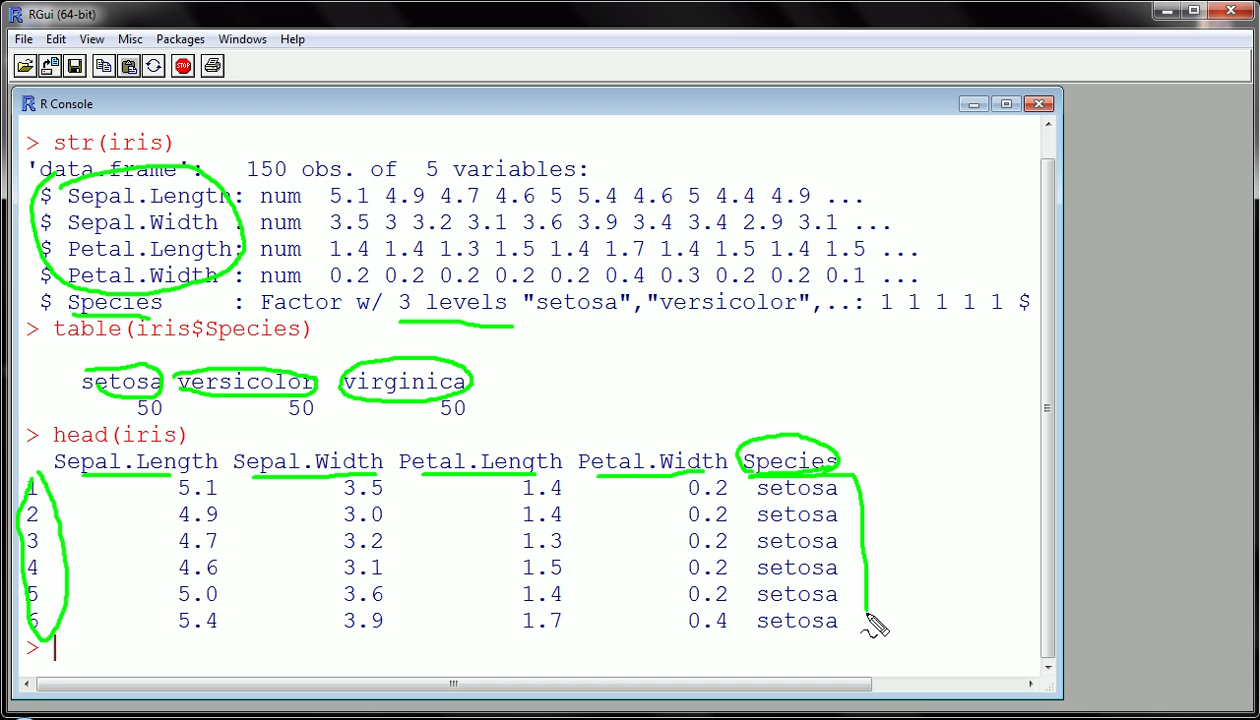 RGui (64-bit)
File Edit View Misc Packages Windows Help
STOP
R Console
> str(iris)
'data.frame':   150 obs. of  5 variables:
 $ Sepal.Length: num  5.1 4.9 4.7 4.6 5 5.4 4.6 5 4.4 4.9 ...
 $ Sepal.Width : num  3.5 3 3.2 3.1 3.6 3.9 3.4 3.4 2.9 3.1 ...
 $ Petal.Length: num  1.4 1.4 1.3 1.5 1.4 1.7 1.4 1.5 1.4 1.5 ...
 $ Petal.Width : num  0.2 0.2 0.2 0.2 0.2 0.4 0.3 0.2 0.2 0.1 ...
 $ Species     : Factor w/ 3 levels "setosa","versicolor",..: 1 1 1 1 1 $
> table(iris$Species)
    setosa versicolor  virginica
        50         50         50
> head(iris)
  Sepal.Length Sepal.Width Petal.Length Petal.Width Species
1          5.1         3.5          1.4         0.2  setosa
2          4.9         3.0          1.4         0.2  setosa
3          4.7         3.2          1.3         0.2  setosa
4          4.6         3.1          1.5         0.2  setosa
5          5.0         3.6          1.4         0.2  setosa
6          5.4         3.9          1.7         0.4  setosa
>